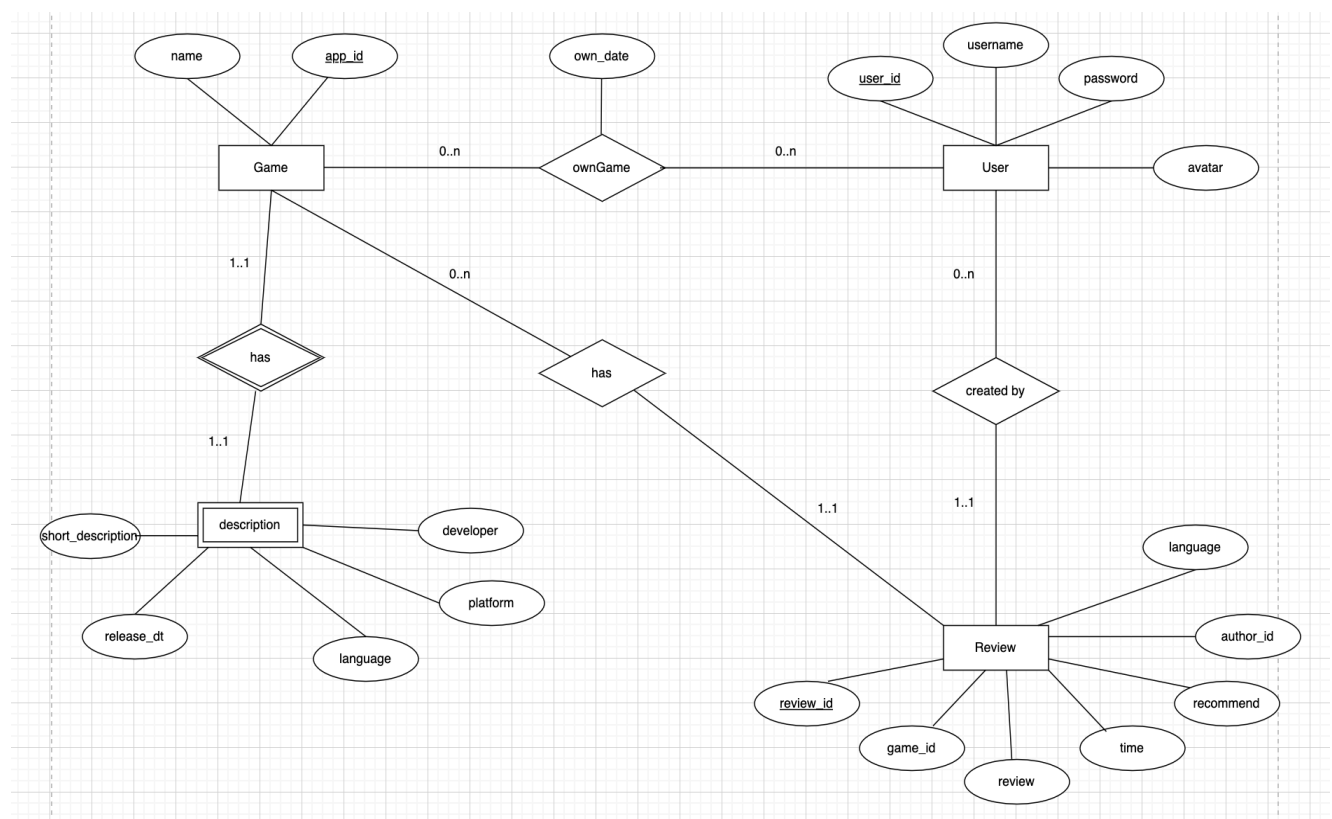 username
name
app_id
own_date
user_id
password
0..n
0..n
Game
ownGame
User
avatar
1..1
0..n
0..n
has
has
created by
1..1
1..1
1..1
description
developer
short_description
language
platform
release_dt
author_id
language
Review
review_id
recommend
game_id
time
review